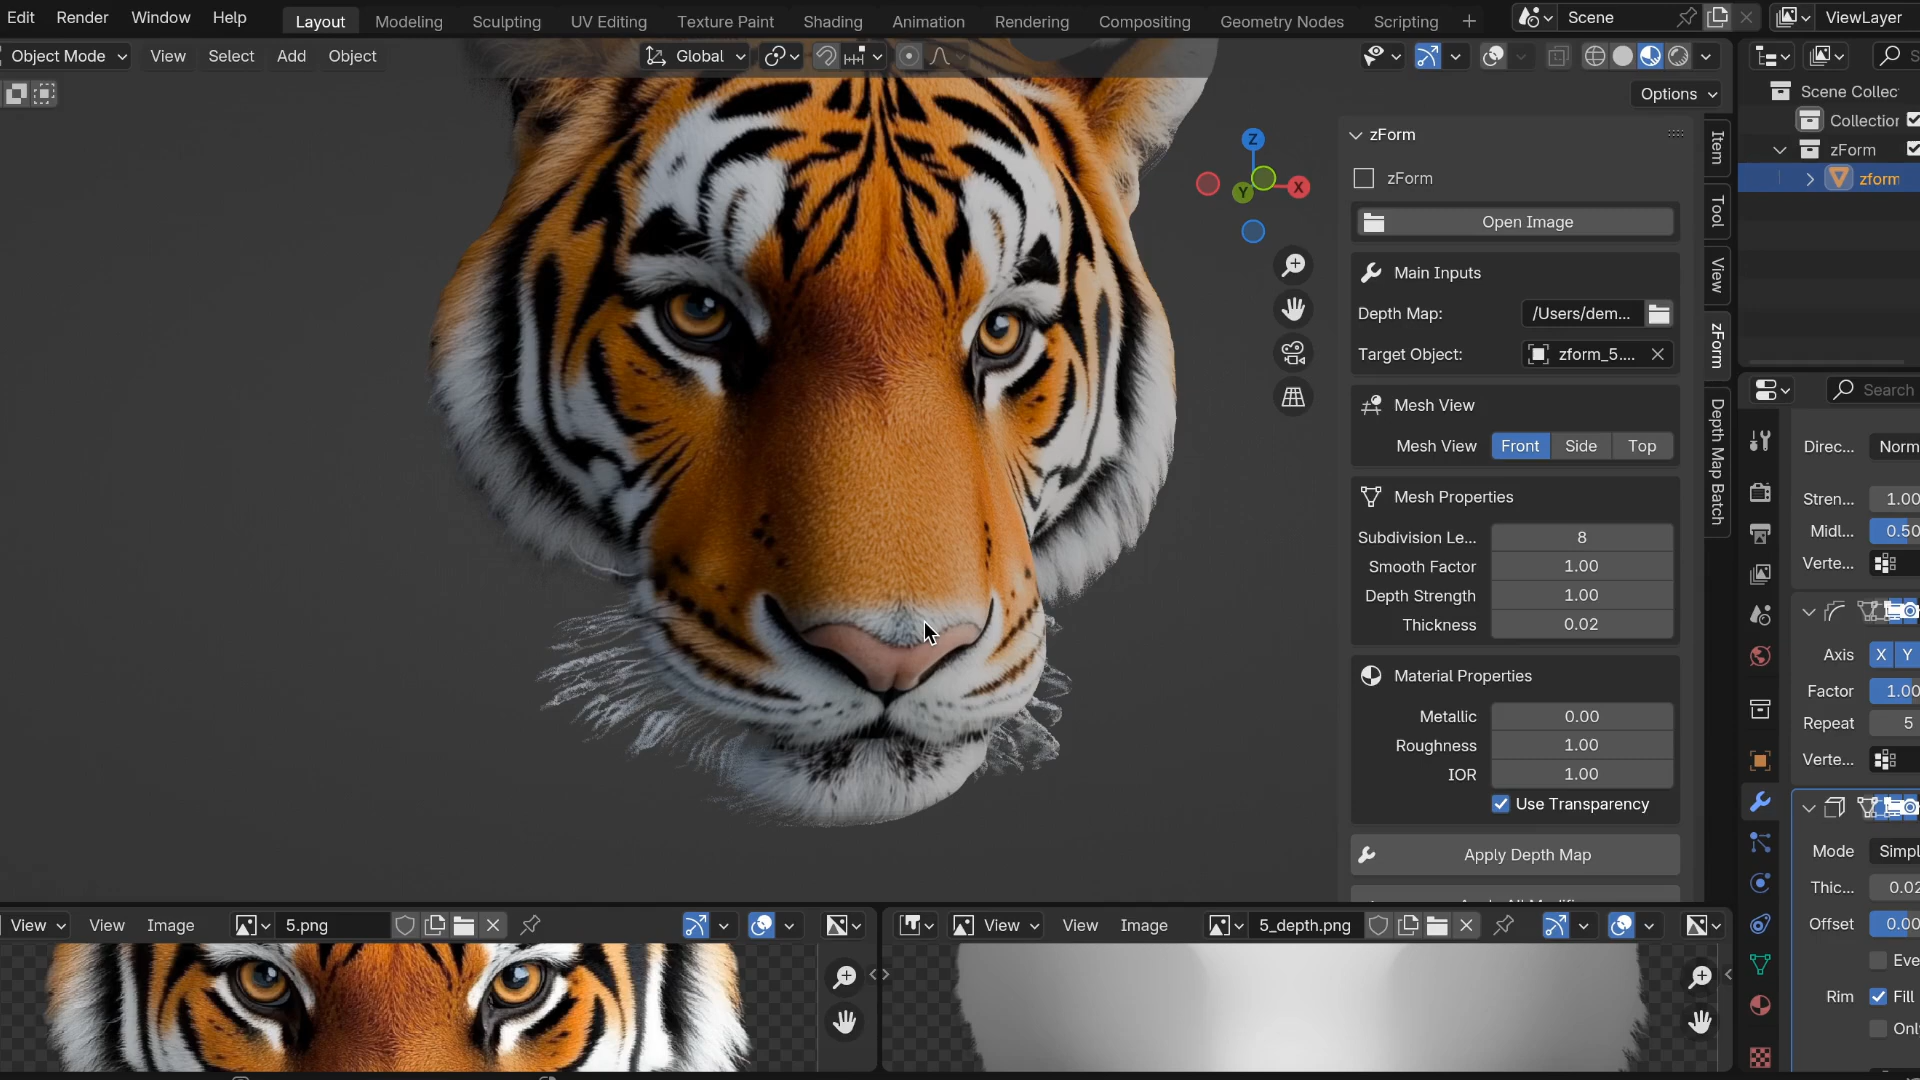 Edit Render Window Help Layout Modeling Sculpting UV Editing Texture Paint Shading Animation Rendering Compositing Geometry Nodes Scripting + Scene ViewLayer
Object Mode View Select Add Object Global
Options
Scene Collec
Collection
zForm
zform
Item
Tool
View
zForm
Depth Map Batch
Z
Y
X
zForm
zForm
Open Image
Main Inputs
Depth Map: /Users/dem...
Target Object: zform_5....
Mesh View
Mesh View Front Side Top
Mesh Properties
Subdivision Le... 8
Smooth Factor 1.00
Depth Strength 1.00
Thickness 0.02
Material Properties
Metallic 0.00
Roughness 1.00
IOR 1.00
Use Transparency
Apply Depth Map
Search
Direc... Norm
Stren... 1.00
Midl... 0.50
Verte...
Axis X Y
Factor 1.00
Repeat 5
Verte...
Mode Simpl
Thic... 0.02
Offset 0.00
Eve
Rim Fill
Onl
View View Image 5.png
View View Image 5_depth.png